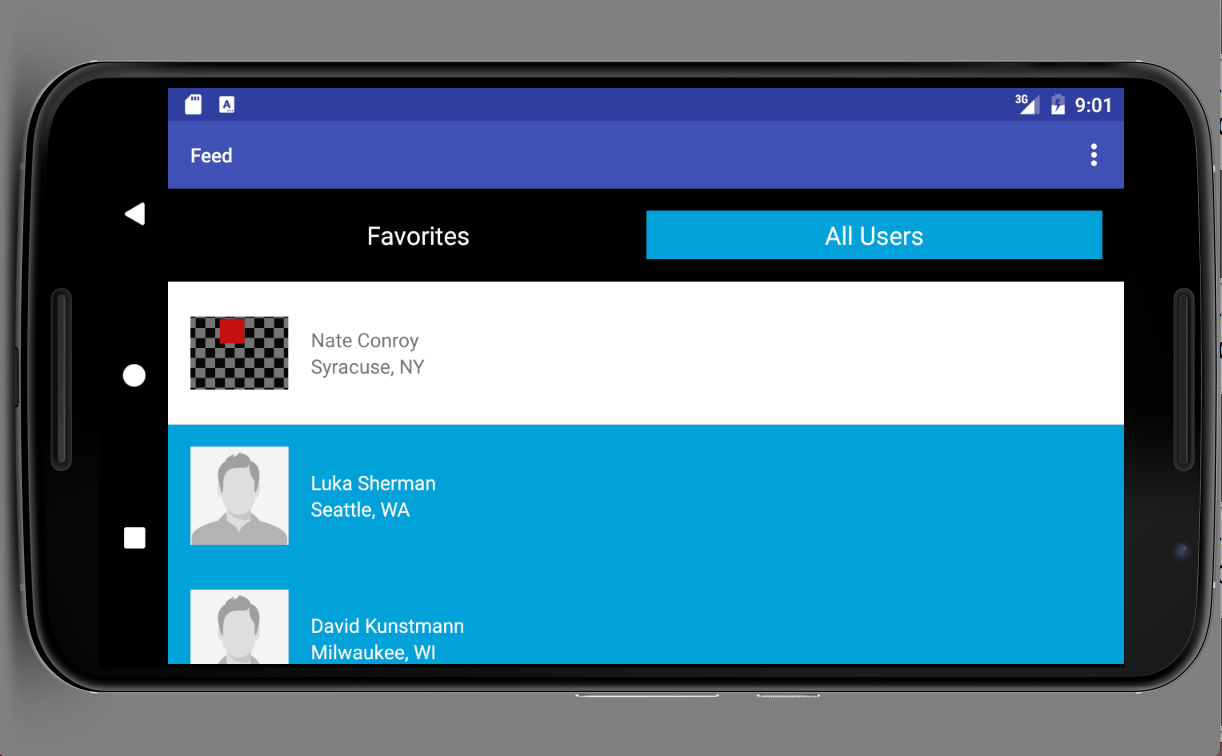 A
3G
9:01
Feed
Favorites
All Users
Nate Conroy
Syracuse, NY
Luka Sherman
Seattle, WA
David Kunstmann
Milwaukee, WI